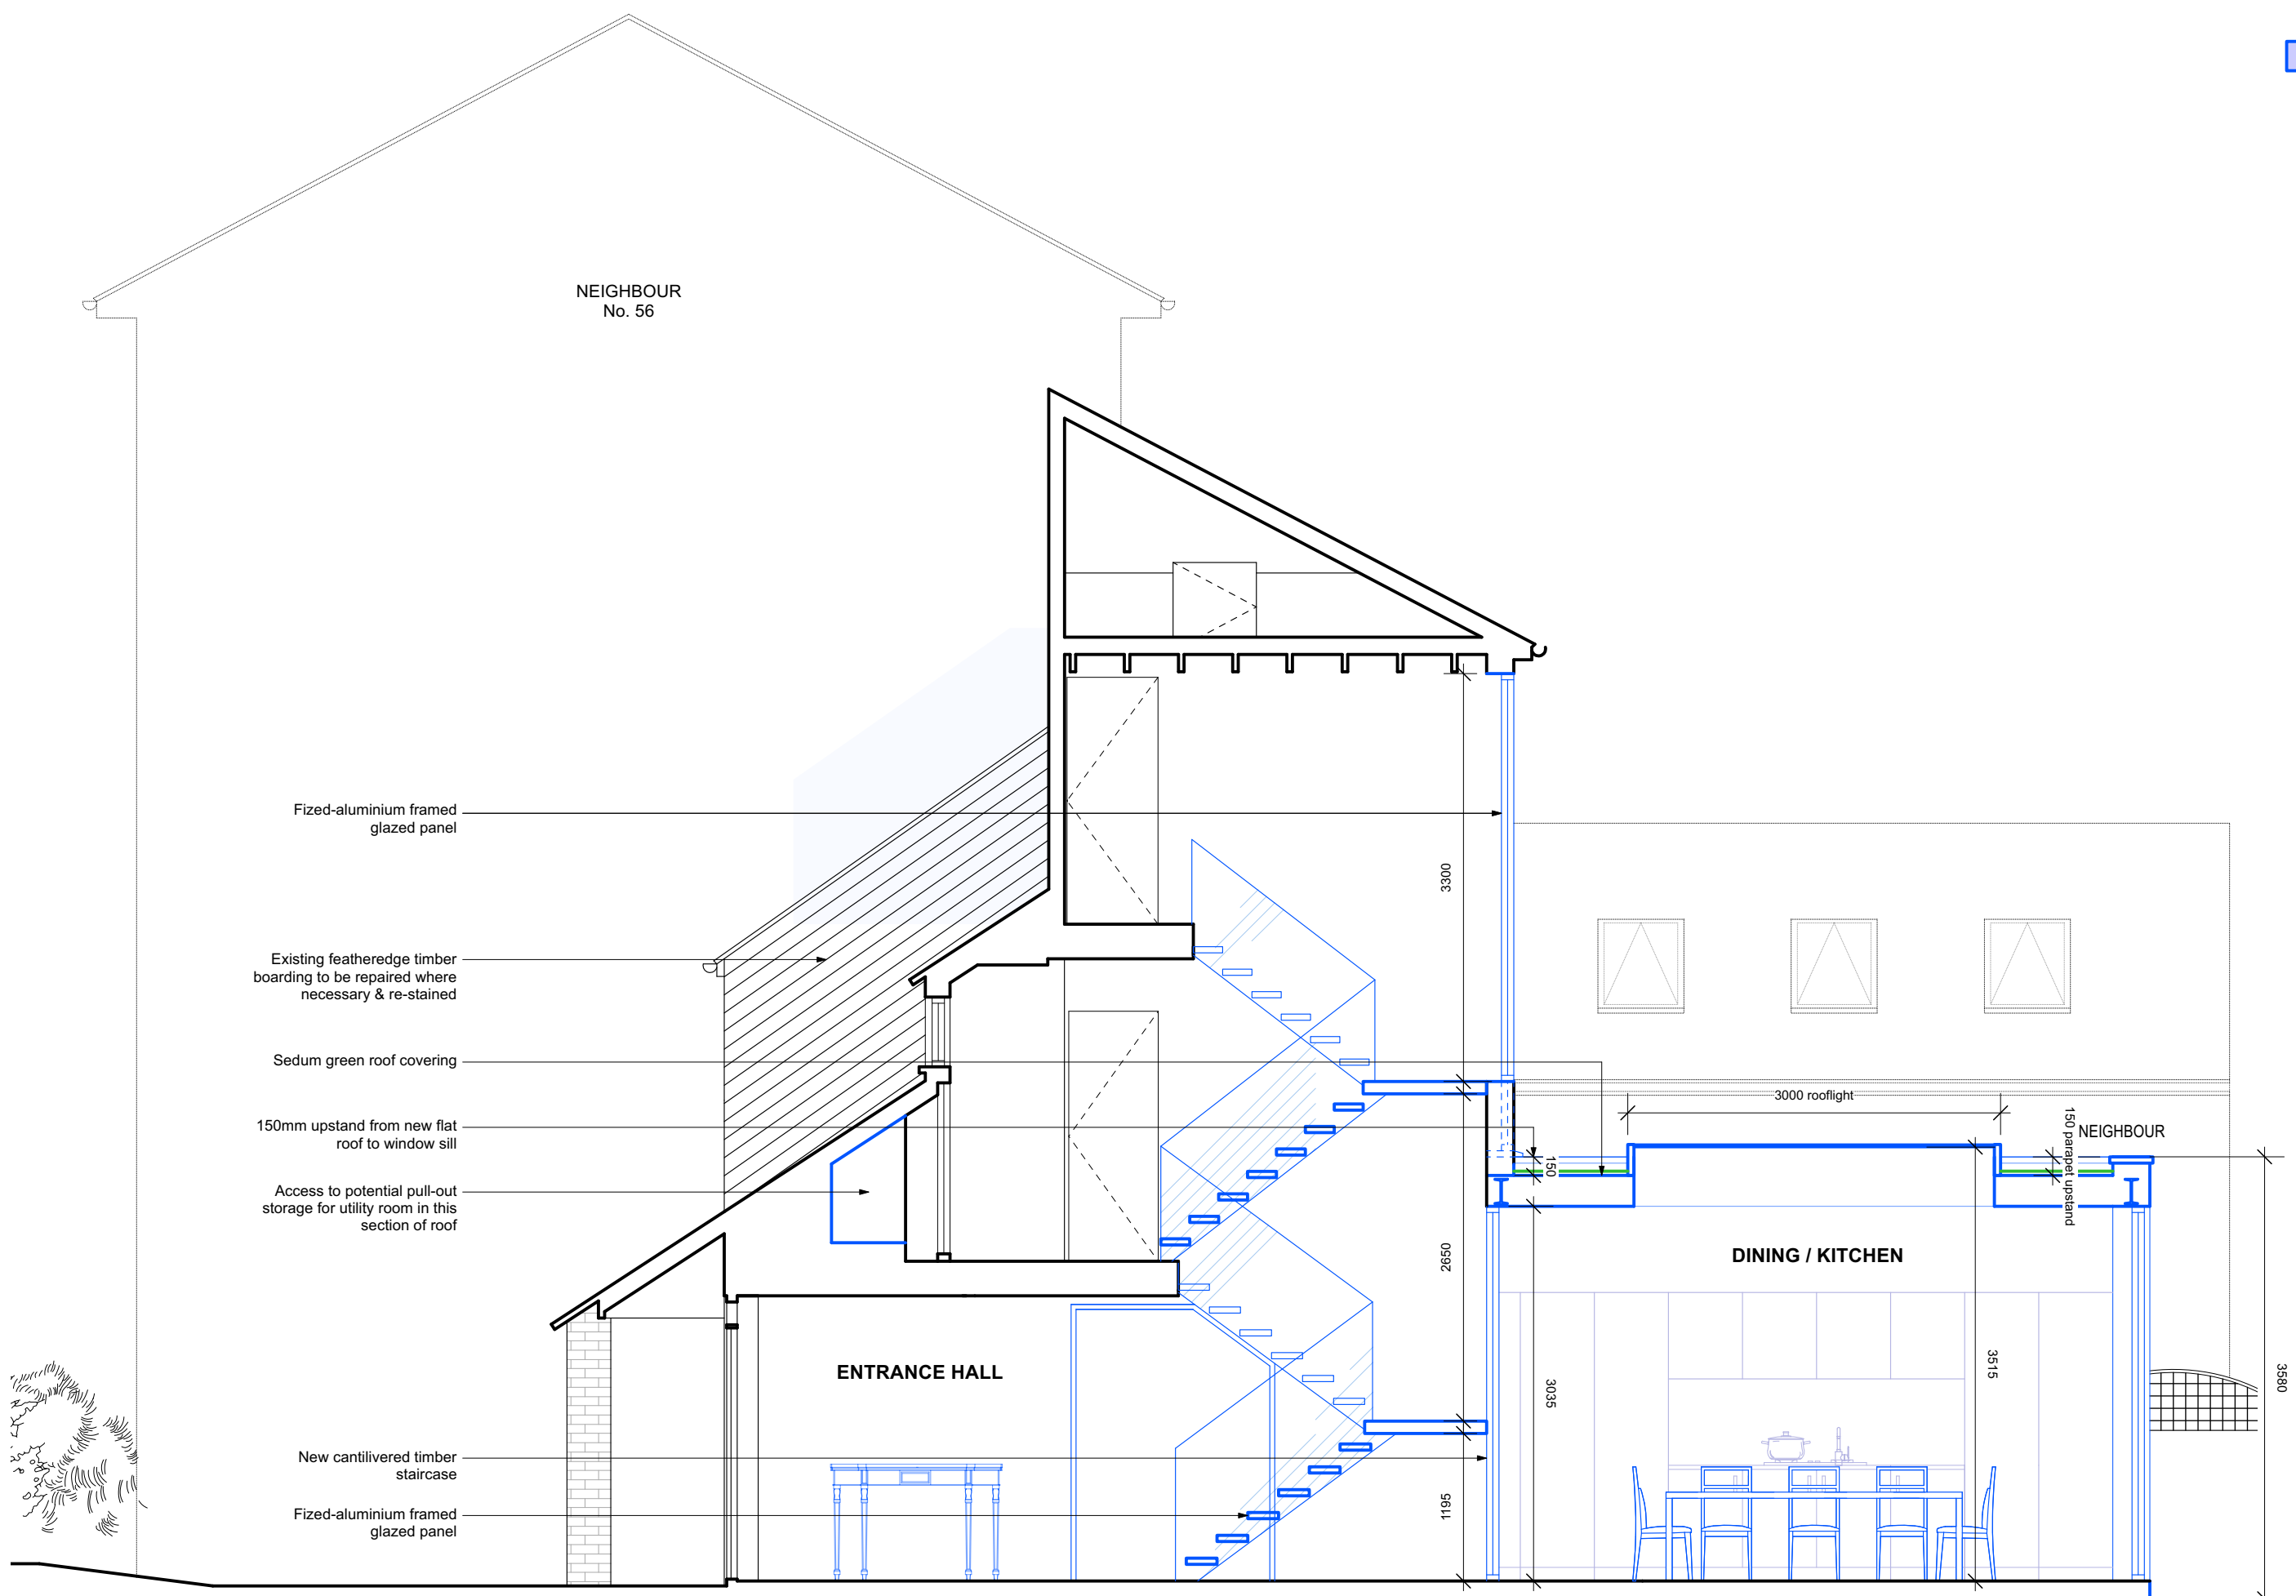 NEIGHBOUR
No. 56
Fized-aluminium framed
glazed panel
Existing featheredge timber
boarding to be repaired where
necessary & re-stained
Sedum green roof covering
150mm upstand from new flat
roof to window sill
Access to potential pull-out
storage for utility room in this
section of roof
New cantilivered timber
staircase
Fized-aluminium framed
glazed panel
ENTRANCE HALL
3300
2650
1195
150
3035
3000 rooflight
150 parapet upstand
NEIGHBOUR
DINING / KITCHEN
3515
3580